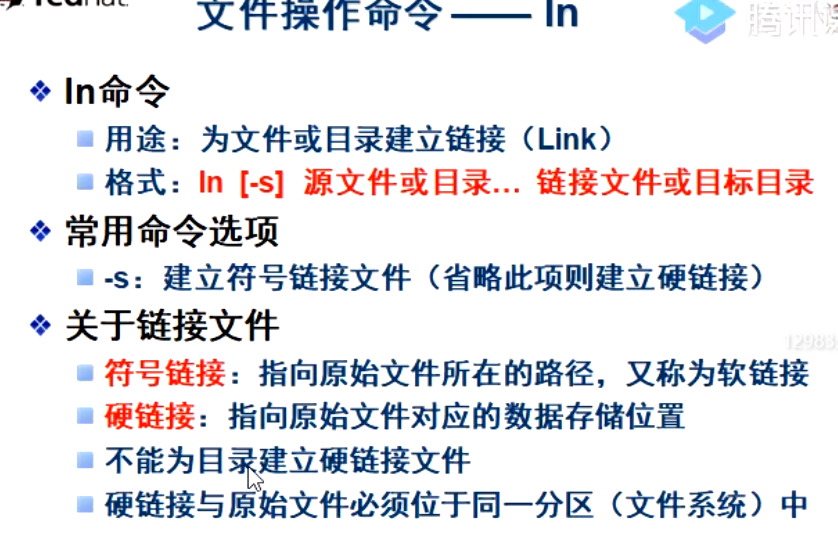 redhat.
文件操作命令—— ln
腾讯课
ln命令
用途：为文件或目录建立链接（Link）
格式：ln [-s] 源文件或目录… 链接文件或目标目录
常用命令选项
-s：建立符号链接文件（省略此项则建立硬链接）
关于链接文件
12983
符号链接：指向原始文件所在的路径，又称为软链接
硬链接：指向原始文件对应的数据存储位置
不能为目录建立硬链接文件
硬链接与原始文件必须位于同一分区（文件系统）中